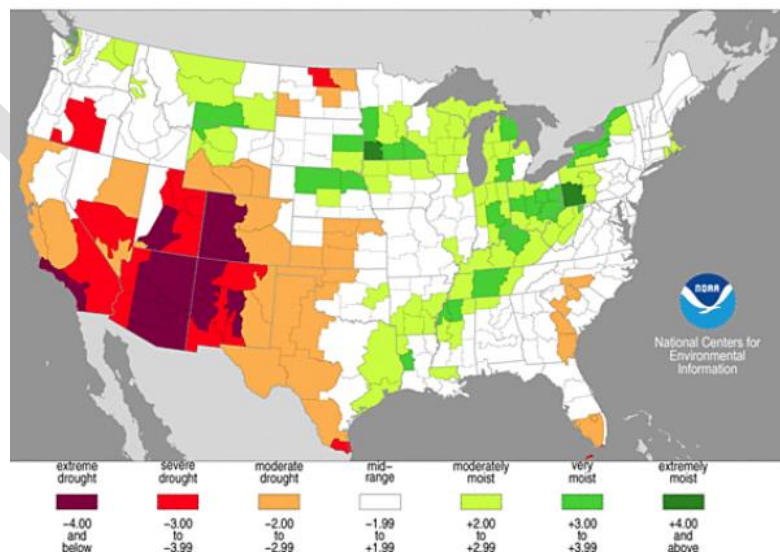 NOAA
National Centers for
Environmental
Information
extreme drought
severe drought
moderate drought
mid-range
moderately moist
very moist
extremely moist
−4.00 and below
−3.00 to −3.99
−2.00 to −2.99
−1.99 to +1.99
+2.00 to +2.99
+3.00 to +3.99
+4.00 and above